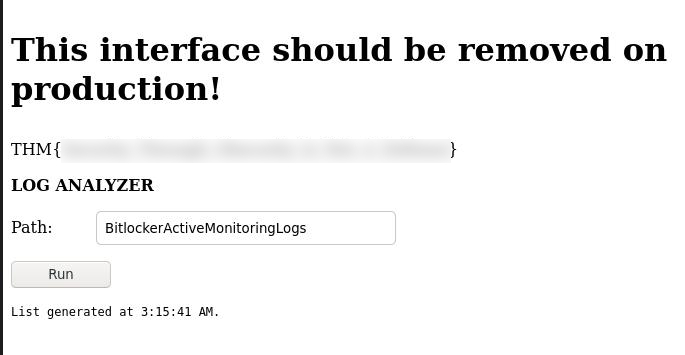 This interface should be removed on
production!
THM{ }
LOG ANALYZER
Path: BitlockerActiveMonitoringLogs
Run
List generated at 3:15:41 AM.